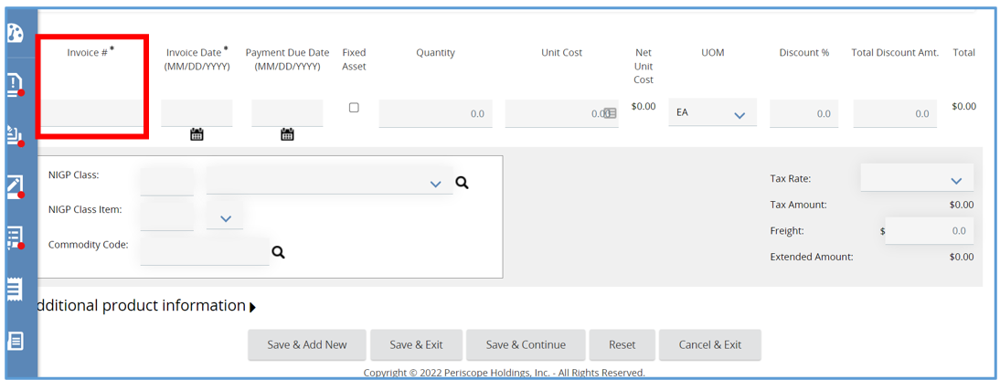 Invoice # * Invoice Date * Payment Due Date Fixed Quantity Unit Cost Net UOM Discount % Total Discount Amt. Total
(MM/DD/YYYY) (MM/DD/YYYY) Asset Unit
Cost
0.0 0.0 $0.00 EA 0.0 0.0 $0.00
NIGP Class: Tax Rate:
Tax Amount: $0.00
NIGP Class Item:
Freight: $ 0.0
Commodity Code:
Extended Amount: $0.00
dditional product information
Save & Add New Save & Exit Save & Continue Reset Cancel & Exit
Copyright © 2022 Periscope Holdings, Inc. - All Rights Reserved.